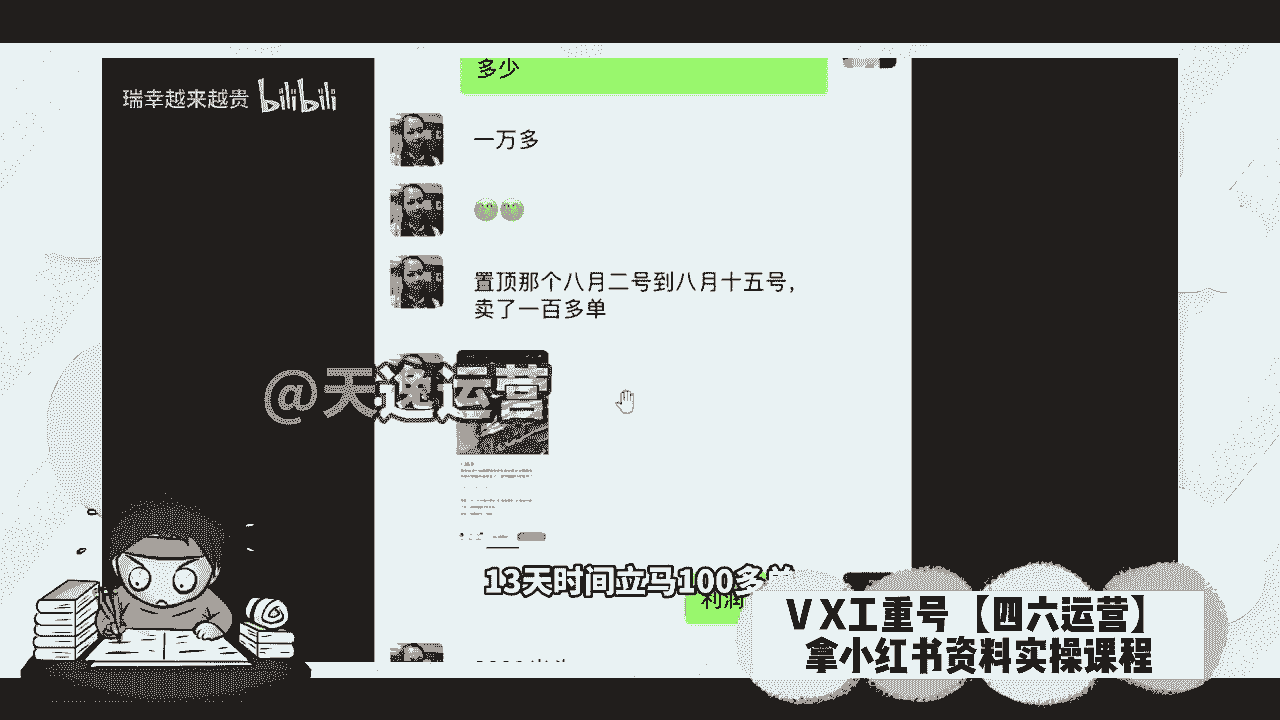 多少
瑞幸越来越贵 bilibili
一万多
置顶那个八月二号到八月十五号，
卖了一百多单
@天逸运营
13天时间立马100多单
利润
VX工重号【四六运营】
拿小红书资料实操课程